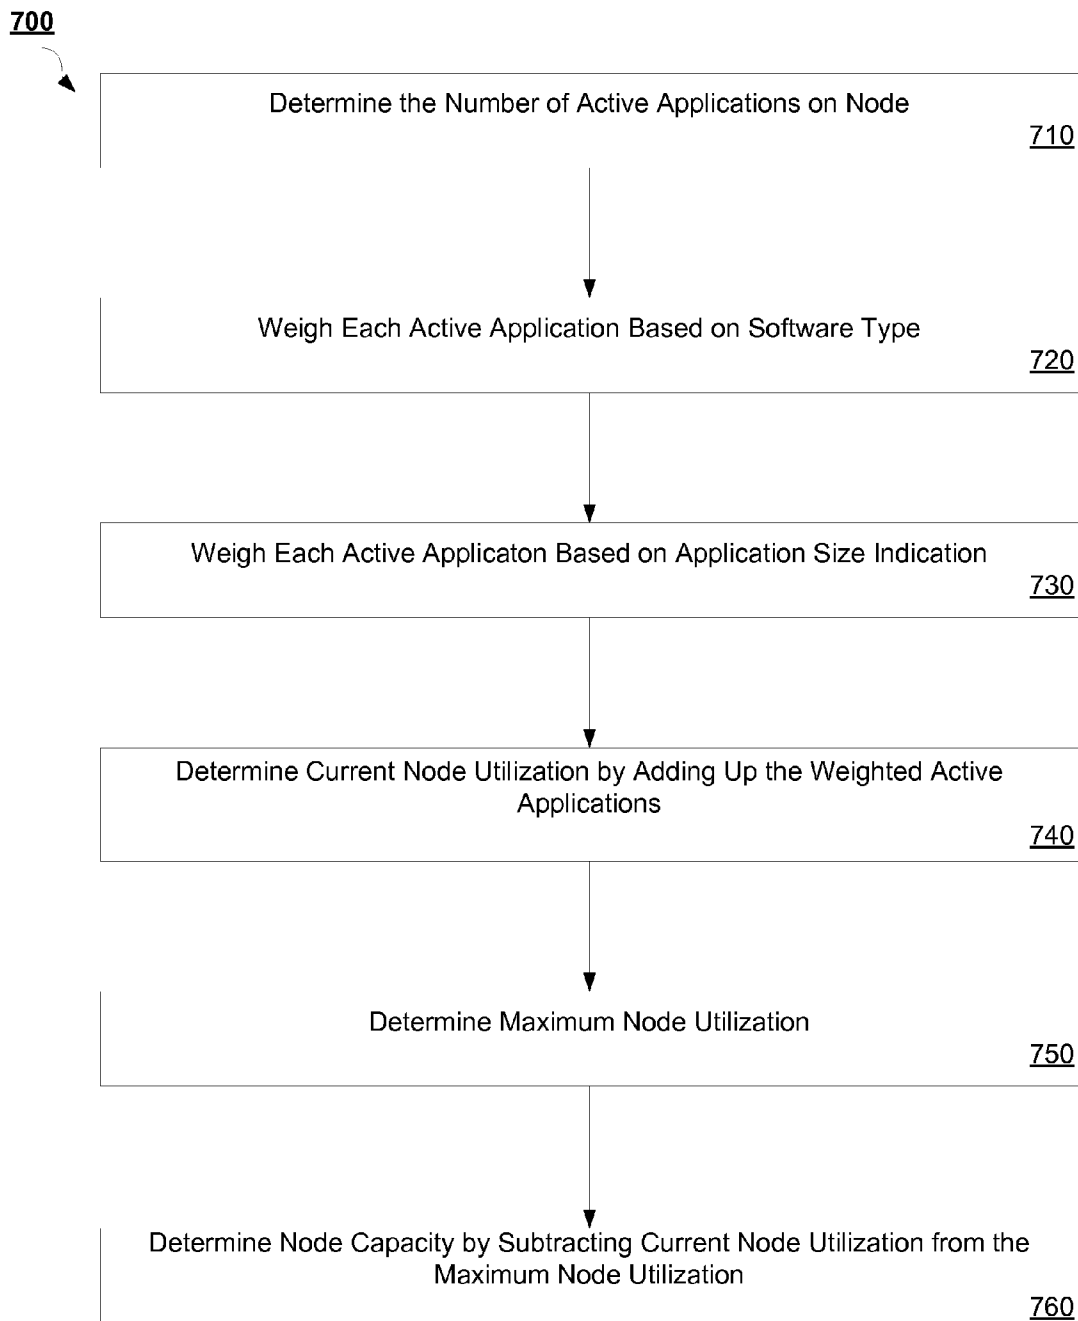 700
Determine the Number of Active Applications on Node
710
Weigh Each Active Application Based on Software Type
720
Weigh Each Active Applicaton Based on Application Size Indication
730
Determine Current Node Utilization by Adding Up the Weighted Active
Applications
740
Determine Maximum Node Utilization
750
Determine Node Capacity by Subtracting Current Node Utilization from the
Maximum Node Utilization
760